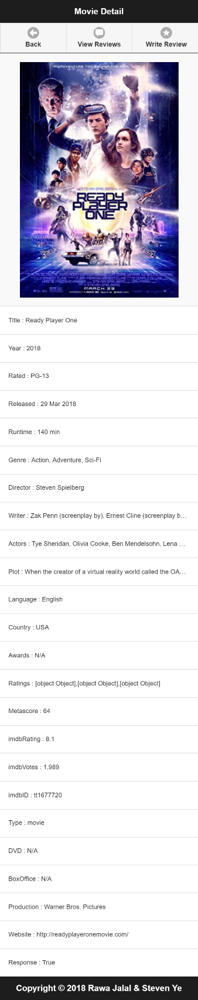 Movie Detail
Back
View Reviews
Write Review
AN ADVENTURE TOO BIG FOR THE REAL WORLD
A STEVEN SPIELBERG FILM
READY
PLAYER
ONE
MARCH 29
Title : Ready Player One
Year : 2018
Rated : PG-13
Released : 29 Mar 2018
Runtime : 140 min
Genre : Action, Adventure, Sci-Fi
Director : Steven Spielberg
Writer : Zak Penn (screenplay by), Ernest Cline (screenplay b…
Actors : Tye Sheridan, Olivia Cooke, Ben Mendelsohn, Lena …
Plot : When the creator of a virtual reality world called the OA…
Language : English
Country : USA
Awards : N/A
Ratings : [object Object],[object Object],[object Object]
Metascore : 64
imdbRating : 8.1
imdbVotes : 1,989
imdbID : tt1677720
Type : movie
DVD : N/A
BoxOffice : N/A
Production : Warner Bros. Pictures
Website : http://readyplayeronemovie.com/
Response : True
Copyright © 2018 Rawa Jalal & Steven Ye